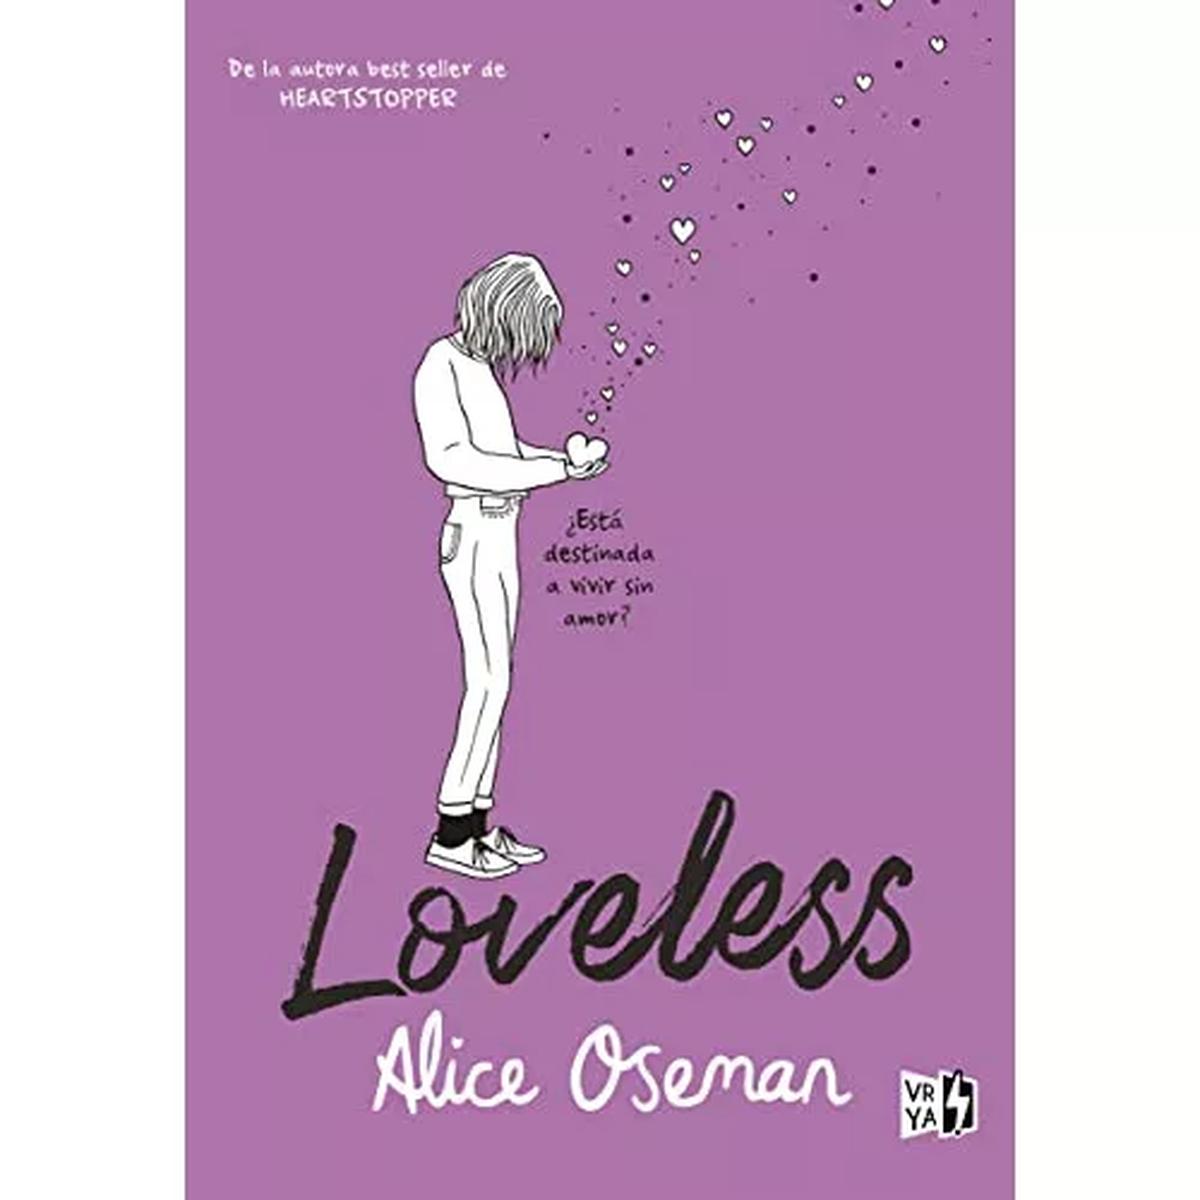 De la autora best seller de
HEARTSTOPPER
¿Está
destinada
a vivir sin
amor?
Loveless
Alice Oseman
VR
YA